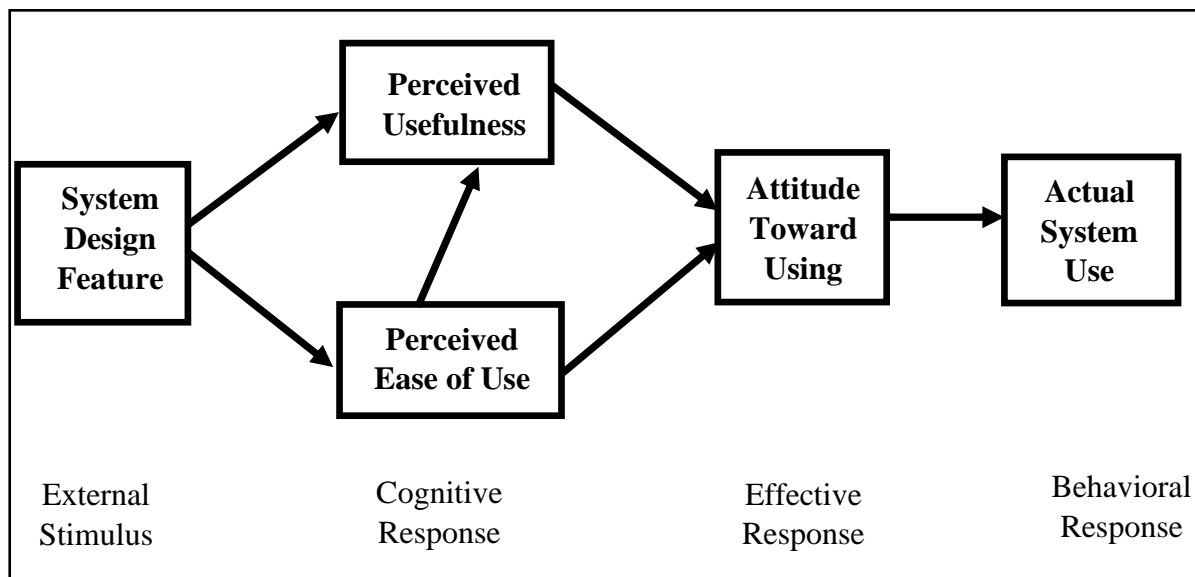 Perceived
Usefulness
System
Design
Feature
Perceived
Ease of Use
Attitude
Toward
Using
Actual
System
Use
External
Stimulus
Cognitive
Response
Effective
Response
Behavioral
Response